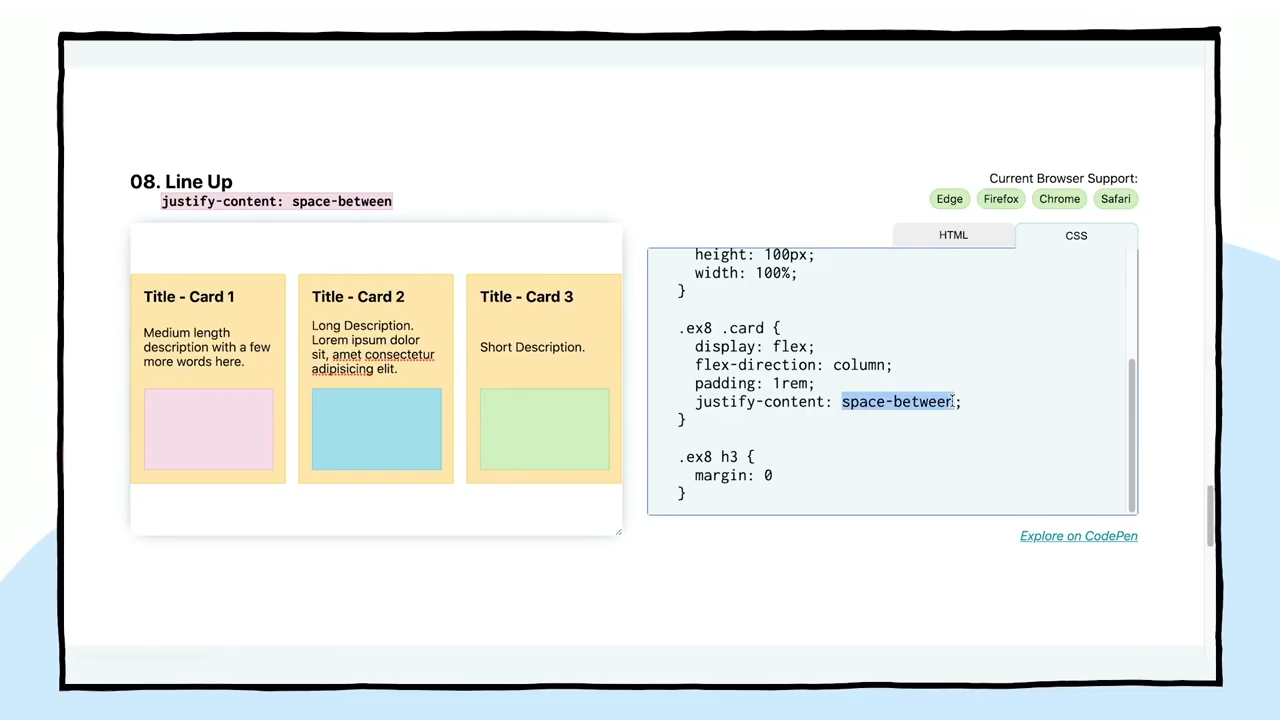 08. Line Up
justify-content: space-between
Current Browser Support:
Edge Firefox Chrome Safari
Title - Card 1
Medium length
description with a few
more words here.
Title - Card 2
Long Description.
Lorem ipsum dolor
sit, amet consectetur
adipisicing elit.
Title - Card 3
Short Description.
HTML CSS
height: 100px;
width: 100%;
}
.ex8 .card {
display: flex;
flex-direction: column;
padding: 1rem;
justify-content: space-between;
}
.ex8 h3 {
margin: 0
}
Explore on CodePen